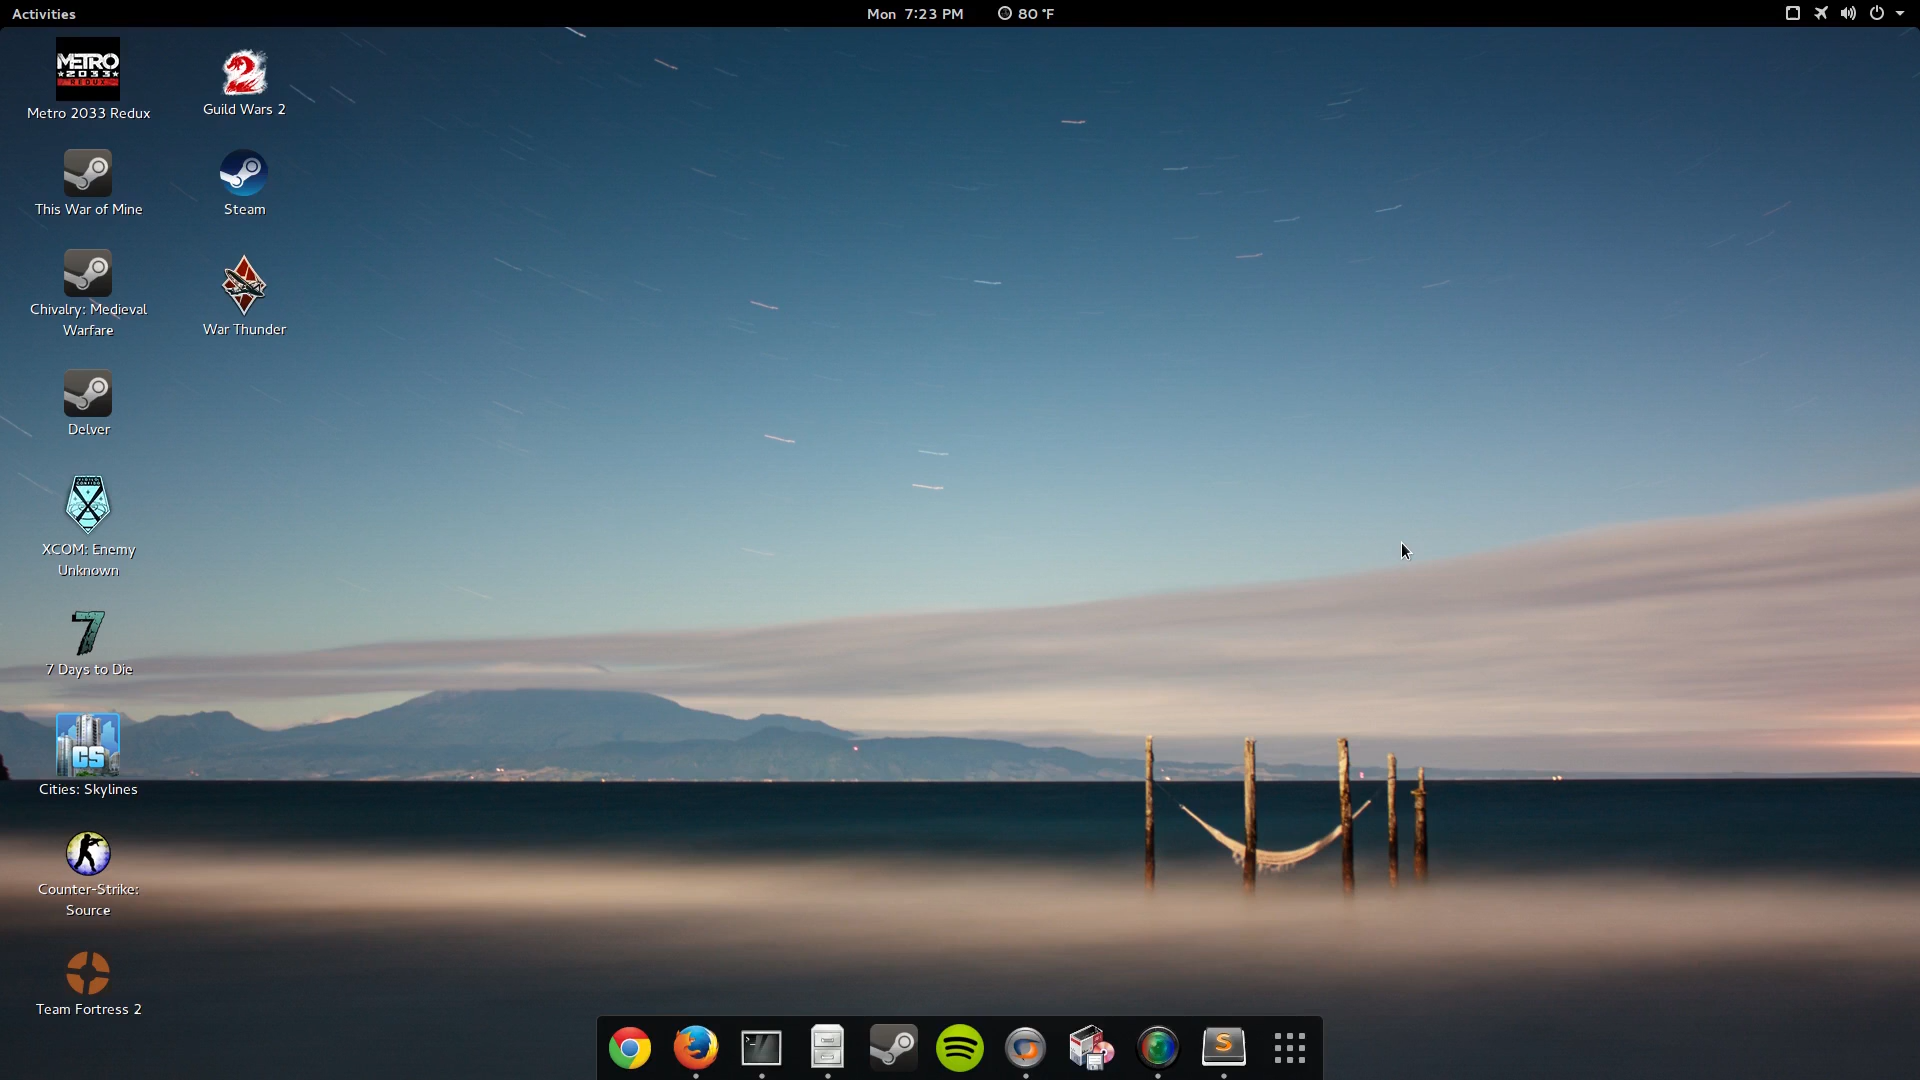 Activities
Mon 7:23 PM
80 °F
METRO
2033
REDUX
Metro 2033 Redux
2
Guild Wars 2
This War of Mine
Steam
Chivalry: Medieval
Warfare
War Thunder
Delver
XCOM: Enemy
Unknown
7
7 Days to Die
CS
Cities: Skylines
Counter-Strike:
Source
Team Fortress 2
>_
S